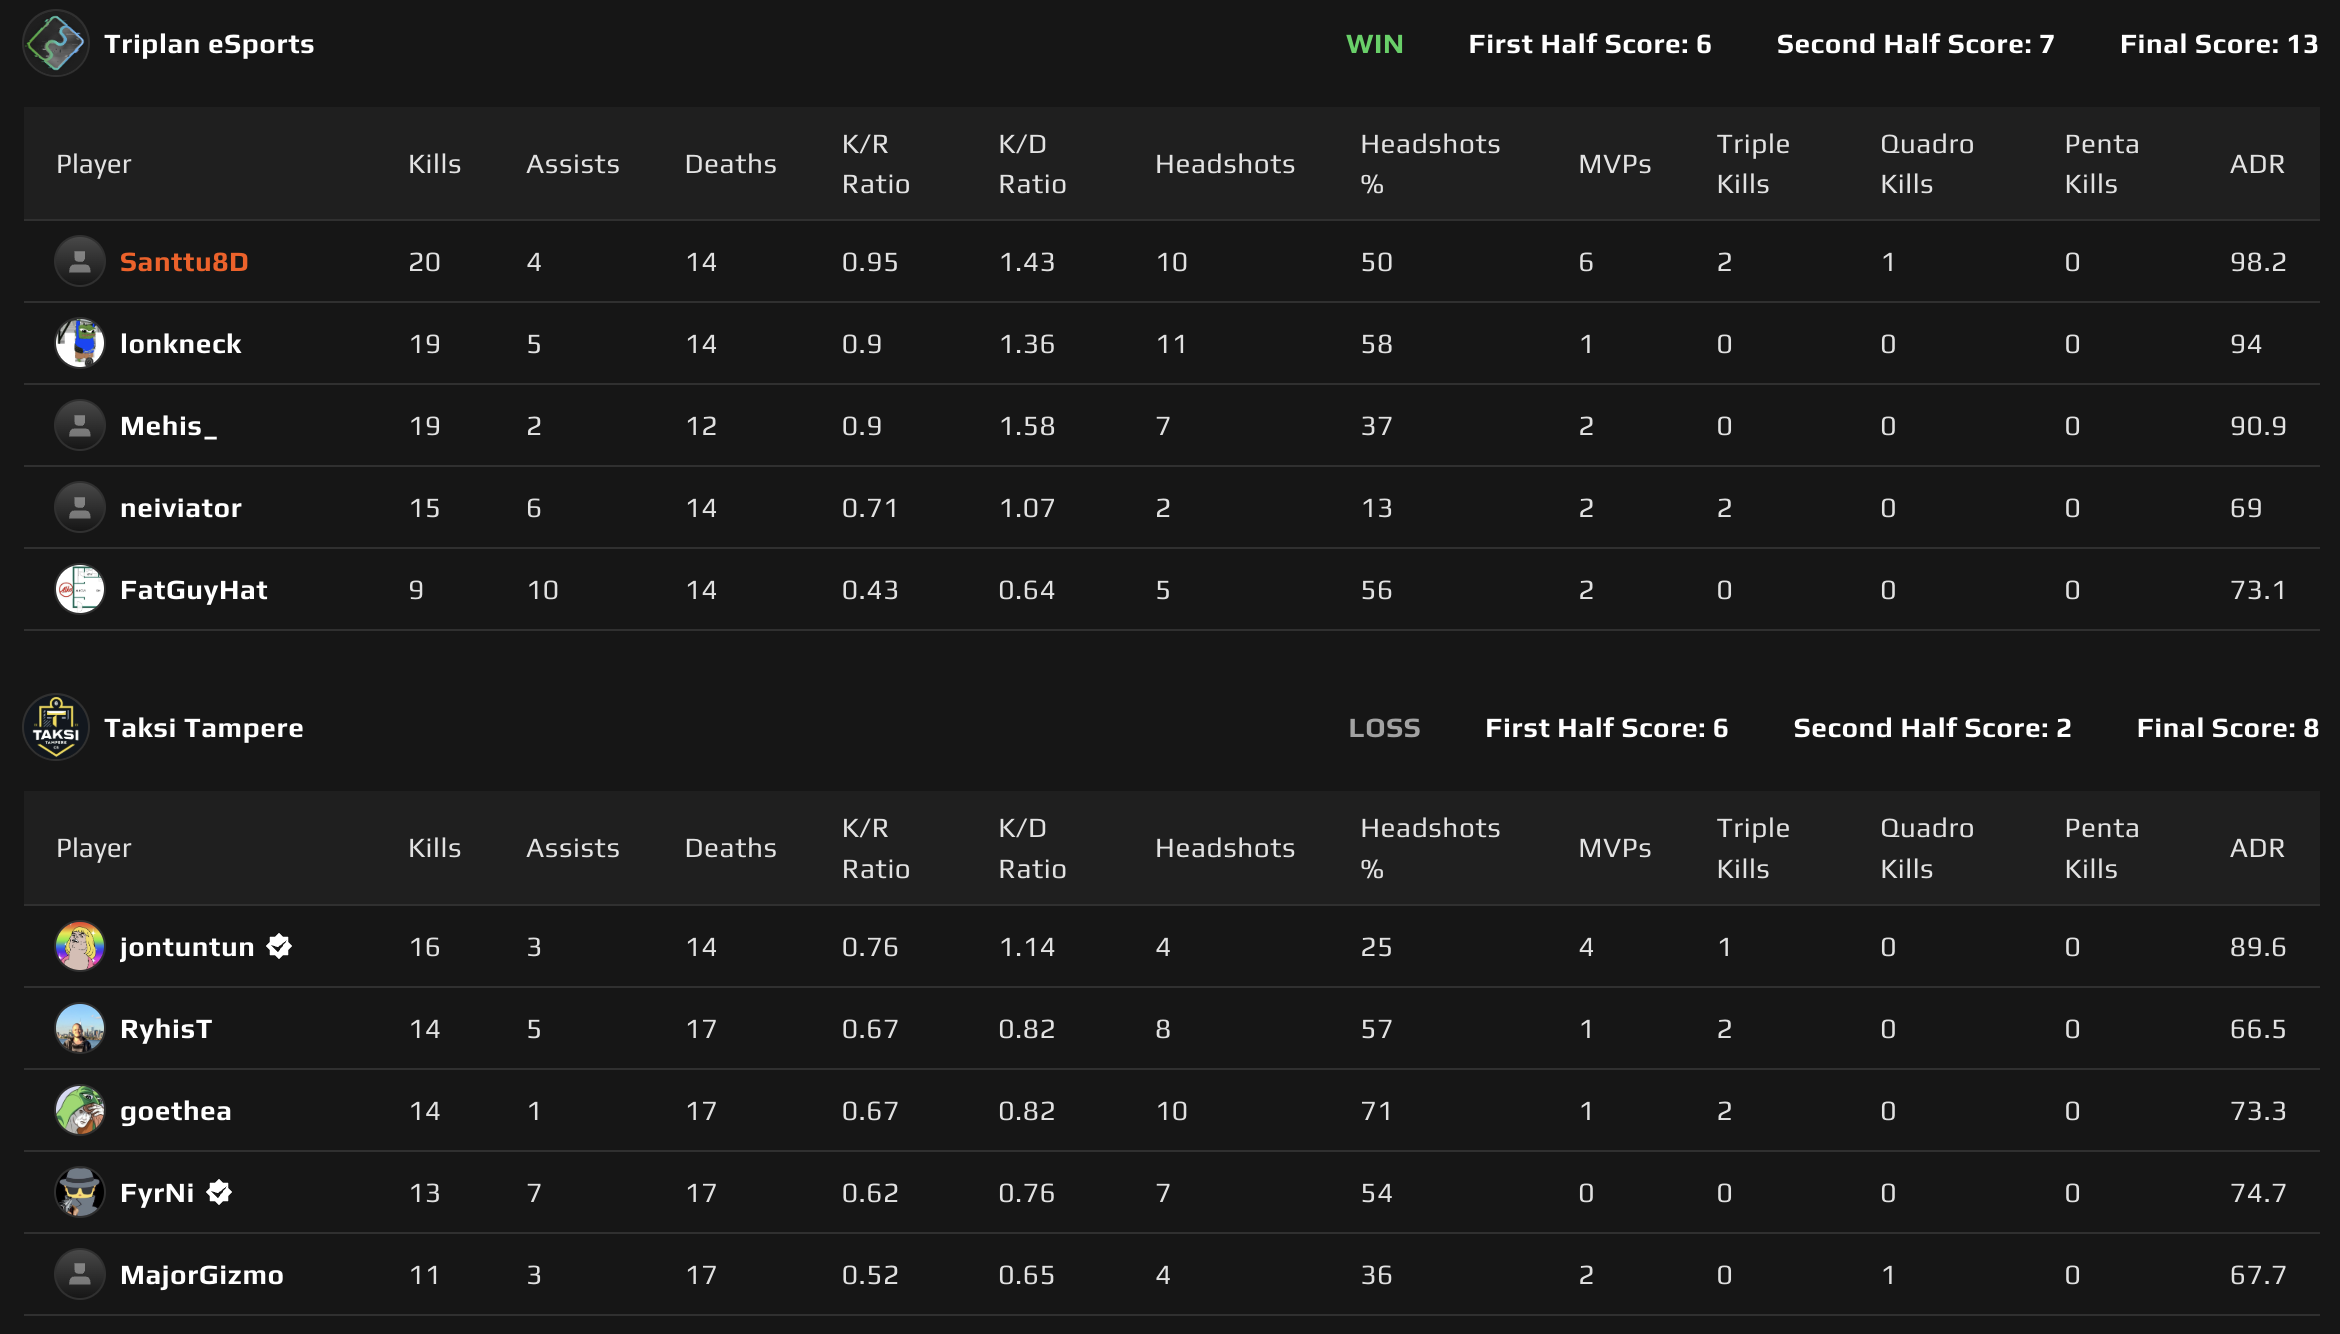 Triplan eSports WIN First Half Score: 6 Second Half Score: 7 Final Score: 13
Player Kills Assists Deaths K/R Ratio K/D Ratio Headshots Headshots % MVPs Triple Kills Quadro Kills Penta Kills ADR
Santtu8D 20 4 14 0.95 1.43 10 50 6 2 1 0 98.2
lonkneck 19 5 14 0.9 1.36 11 58 1 0 0 0 94
Mehis_ 19 2 12 0.9 1.58 7 37 2 0 0 0 90.9
neiviator 15 6 14 0.71 1.07 2 13 2 2 0 0 69
FatGuyHat 9 10 14 0.43 0.64 5 56 2 0 0 0 73.1
TAKSI
TAMPERE
Taksi Tampere LOSS First Half Score: 6 Second Half Score: 2 Final Score: 8
Player Kills Assists Deaths K/R Ratio K/D Ratio Headshots Headshots % MVPs Triple Kills Quadro Kills Penta Kills ADR
jontuntun 16 3 14 0.76 1.14 4 25 4 1 0 0 89.6
RyhisT 14 5 17 0.67 0.82 8 57 1 2 0 0 66.5
goethea 14 1 17 0.67 0.82 10 71 1 2 0 0 73.3
FyrNi 13 7 17 0.62 0.76 7 54 0 0 0 0 74.7
MajorGizmo 11 3 17 0.52 0.65 4 36 2 0 1 0 67.7